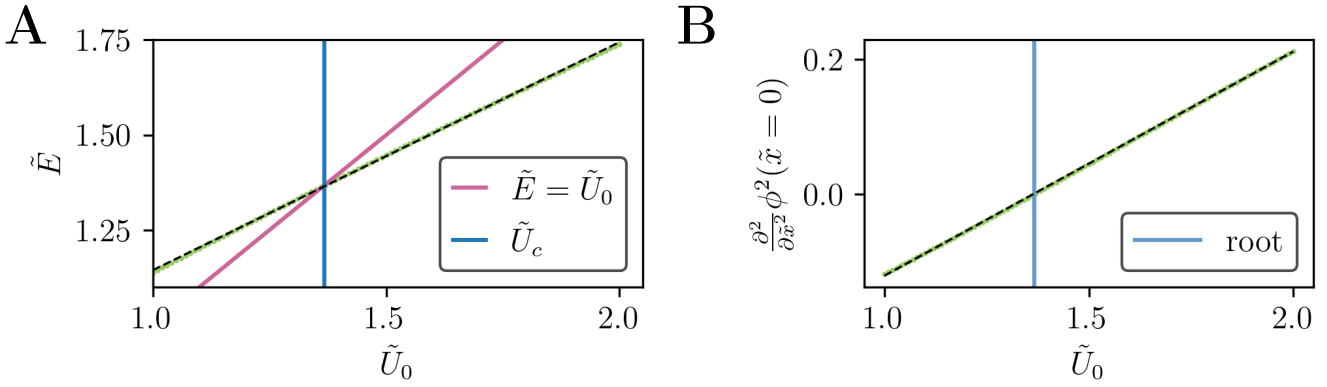 A
1.75
1.50
1.25
Ẽ
Ẽ = Ũ₀
Ũ_c
1.0 1.5 2.0
Ũ₀
B
0.2
0.0
∂²/∂x̃² ϕ²(x̃ = 0)
root
1.0 1.5 2.0
Ũ₀